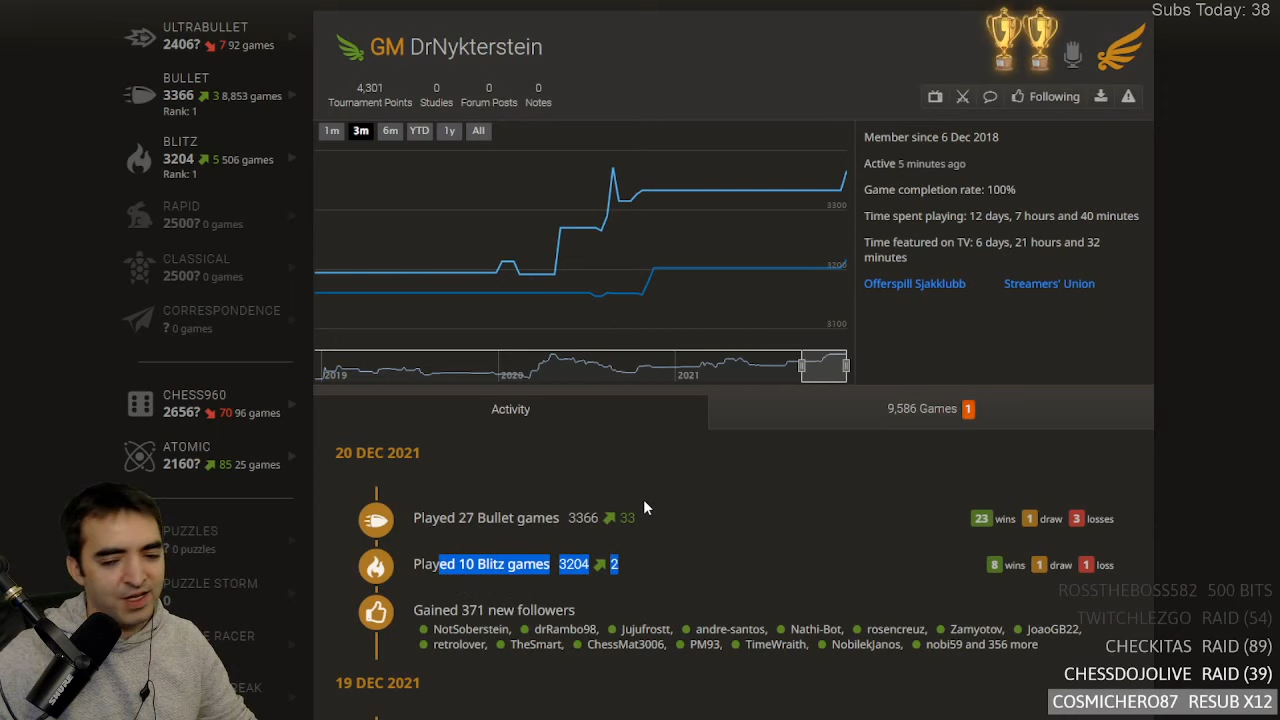 Subs Today: 38
ULTRABULLET
2406? 7 92 games
BULLET
3366 3 8,853 games
Rank: 1
BLITZ
3204 5 506 games
Rank: 1
RAPID
2500? 0 games
CLASSICAL
2500? 0 games
CORRESPONDENCE
? 0 games
CHESS960
2656? 70 96 games
ATOMIC
2160? 85 25 games
PUZZLES
? 0 puzzles
PUZZLE STORM
0
RACER
EAK
GM DrNykterstein
4,301 0 0 0
Tournament Points Studies Forum Posts Notes
Following
1m 3m 6m YTD 1y All
3300
3200
3100
2019 2020 2021
Member since 6 Dec 2018
Active 5 minutes ago
Game completion rate: 100%
Time spent playing: 12 days, 7 hours and 40 minutes
Time featured on TV: 6 days, 21 hours and 32
minutes
Offerspill Sjakklubb Streamers' Union
Activity 9,586 Games 1
20 DEC 2021
Played 27 Bullet games 3366 33 23 wins 1 draw 3 losses
Played 10 Blitz games 3204 2 8 wins 1 draw 1 loss
Gained 371 new followers
NotSoberstein, drRambo98, Jujufrostt, andre-santos, Nathi-Bot, rosencreuz, Zamyotov, JoaoGB22,
retrolover, TheSmart, ChessMat3006, PM93, TimeWraith, NobilekJanos, nobi59 and 356 more
19 DEC 2021
ROSSTHEBOSS582 500 BITS
TWITCHLEZGO RAID (54)
CHECKITAS RAID (89)
CHESSDOJOLIVE RAID (39)
COSMICHERO87 RESUB X12